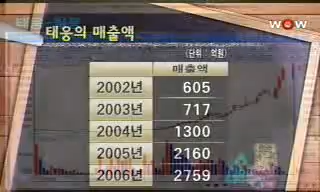 WOW
태웅의 매출액
(단위 : 억원)
매출액
2002년 605
2003년 717
2004년 1300
2005년 2160
2006년 2759